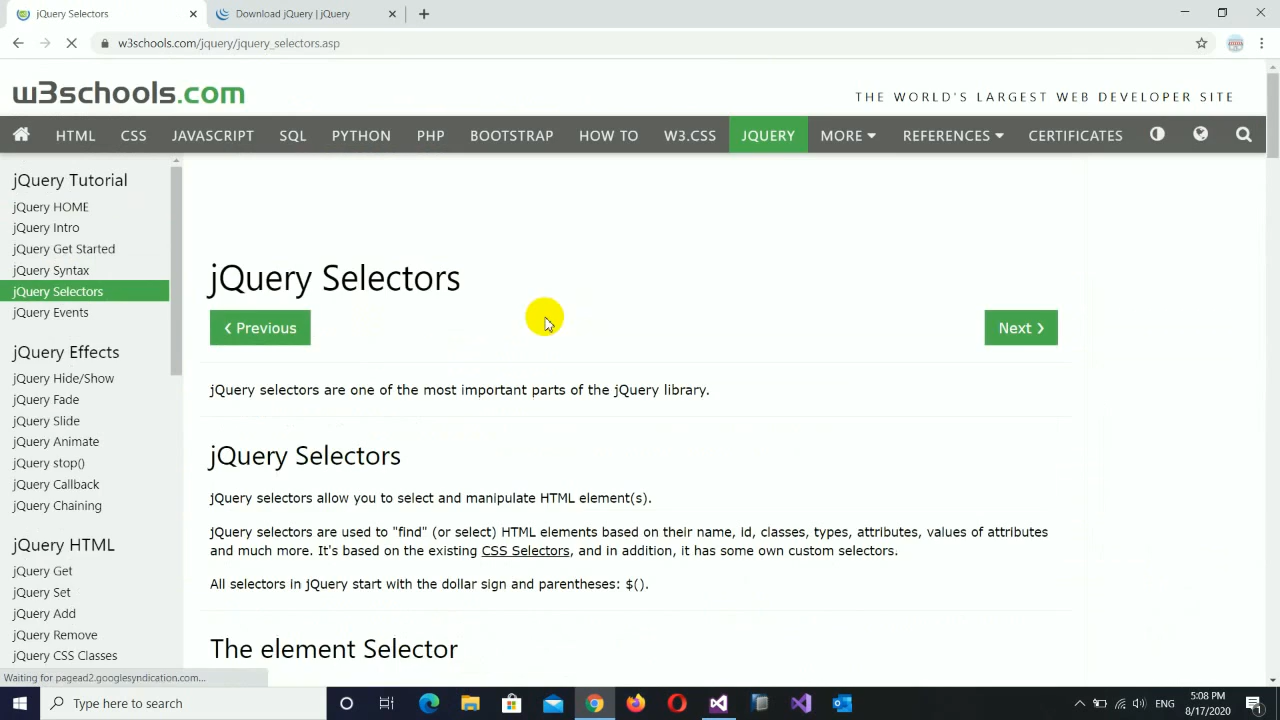 jQuery Selectors
Download jQuery | jQuery
w3schools.com/jquery/jquery_selectors.asp
w3schools.com
THE WORLD'S LARGEST WEB DEVELOPER SITE
HTML CSS JAVASCRIPT SQL PYTHON PHP BOOTSTRAP HOW TO W3.CSS JQUERY MORE REFERENCES CERTIFICATES
jQuery Tutorial
jQuery HOME
jQuery Intro
jQuery Get Started
jQuery Syntax
jQuery Selectors
jQuery Events
jQuery Effects
jQuery Hide/Show
jQuery Fade
jQuery Slide
jQuery Animate
jQuery stop()
jQuery Callback
jQuery Chaining
jQuery HTML
jQuery Get
jQuery Set
jQuery Add
jQuery Remove
jQuery CSS Classes
jQuery Selectors
❮ Previous
Next ❯
jQuery selectors are one of the most important parts of the jQuery library.
jQuery Selectors
jQuery selectors allow you to select and manipulate HTML element(s).
jQuery selectors are used to "find" (or select) HTML elements based on their name, id, classes, types, attributes, values of attributes
and much more. It's based on the existing CSS Selectors, and in addition, it has some own custom selectors.
All selectors in jQuery start with the dollar sign and parentheses: $().
The element Selector
Waiting for pagead2.googlesyndication.com...
Type here to search
ENG
5:08 PM
8/17/2020